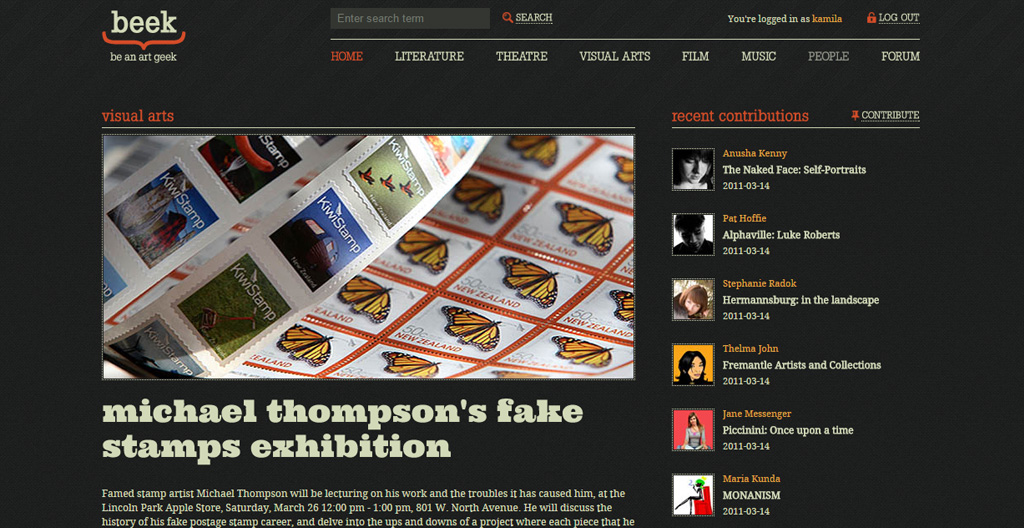 beek
be an art geek
Enter search term
SEARCH
You're logged in as kamila
LOG OUT
HOME
LITERATURE
THEATRE
VISUAL ARTS
FILM
MUSIC
PEOPLE
FORUM
visual arts
KiwiStamp
KiwiStamp
New Zealand
KiwiStamp
KiwiStamp
KiwiStamp
50c
NEW ZEALAND
50c
NEW ZEALAND
50c
NEW ZEALAND
michael thompson's fake
stamps exhibition
Famed stamp artist Michael Thompson will be lecturing on his work and the troubles it has caused him, at the
Lincoln Park Apple Store, Saturday, March 26 12:00 pm - 1:00 pm, 801 W. North Avenue. He will discuss the
history of his fake postage stamp career, and delve into the ups and downs of a project where each piece that he
recent contributions
CONTRIBUTE
Anusha Kenny
The Naked Face: Self-Portraits
2011-03-14
Pat Hoffie
Alphaville: Luke Roberts
2011-03-14
Stephanie Radok
Hermannsburg: in the landscape
2011-03-14
Thelma John
Fremantle Artists and Collections
2011-03-14
Jane Messenger
Piccinini: Once upon a time
2011-03-14
Maria Kunda
MONANISM
2011-03-14